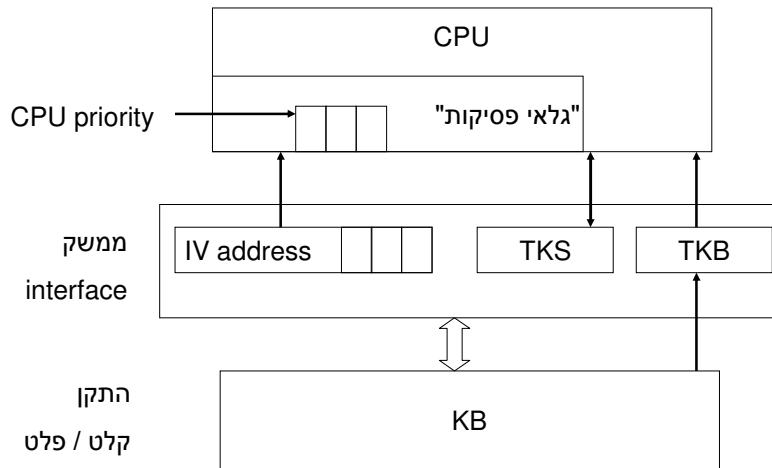 CPU
CPU priority
"גלאי פסיקות"
ממשק
interface
IV address
TKS
TKB
התקן
קלט / פלט
KB